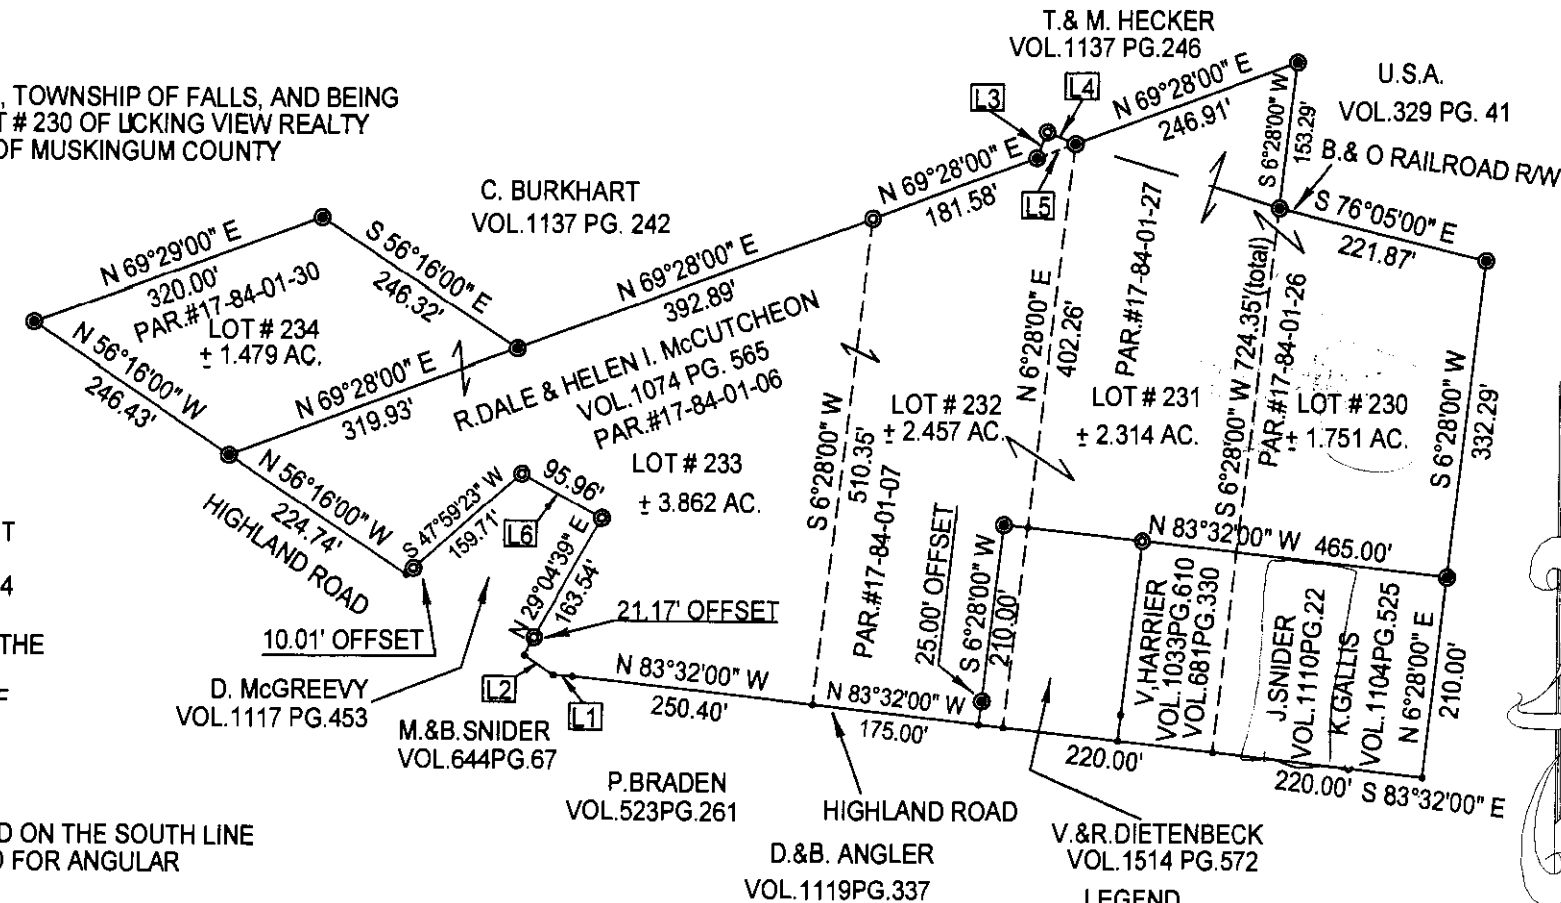 T.& M. HECKER
VOL.1137 PG.246
U.S.A.
VOL.329 PG. 41
, TOWNSHIP OF FALLS, AND BEING
T # 230 OF LICKING VIEW REALTY
OF MUSKINGUM COUNTY
L3
L4
N 69°28'00" E
246.91'
S 6°28'00" W
153.29'
B.& O RAILROAD R/W
C. BURKHART
VOL.1137 PG. 242
N 69°28'00" E
181.58'
L5
S 76°05'00" E
221.87'
N 69°29'00" E
320.00'
PAR.#17-84-01-30
LOT # 234
± 1.479 AC.
S 56°16'00" E
246.32'
N 69°28'00" E
392.89'
N 56°16'00" W
246.43'
N 69°28'00" E
319.93'
R.DALE & HELEN I. McCUTCHEON
VOL.1074 PG. 565
PAR.#17-84-01-06
LOT # 233
± 3.862 AC.
S 6°28'00" W
510.35'
LOT # 232
± 2.457 AC.
PAR.#17-84-01-07
N 6°28'00" E
402.26'
PAR.#17-84-01-27
LOT # 231
± 2.314 AC.
S 6°28'00" W 724.35'(total)
PAR.#17-84-01-26
LOT # 230
± 1.751 AC.
S 6°28'00" W
332.29'
N 56°16'00" W
224.74'
HIGHLAND ROAD
S 47°59'23" W
159.71'
95.96'
L6
N 29°04'39" E
163.54'
10.01' OFFSET
21.17' OFFSET
25.00' OFFSET
S 6°28'00" W
210.00'
N 83°32'00" W 465.00'
T
4
THE
F
D. McGREEVY
VOL.1117 PG.453
L2
L1
M.&B.SNIDER
VOL.644PG.67
N 83°32'00" W
250.40'
N 83°32'00" W
175.00'
V,HARRIER
VOL.1033PG.610
VOL.681PG.330
J.SNIDER
VOL.1110PG.22
K.GALLIS
VOL.1104PG.525
N 6°28'00" E
210.00'
220.00'
220.00' S 83°32'00" E
P.BRADEN
VOL.523PG.261
HIGHLAND ROAD
D.&B. ANGLER
VOL.1119PG.337
V.&R.DIETENBECK
VOL.1514 PG.572
LEGEND
D ON THE SOUTH LINE
D FOR ANGULAR